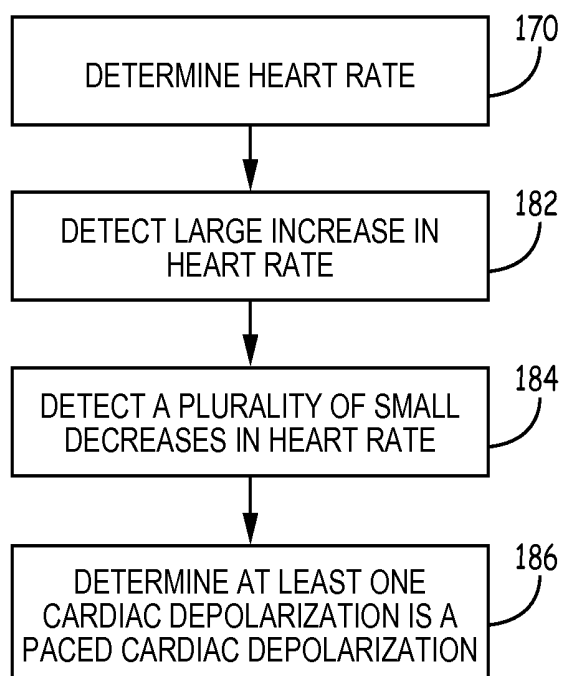 170
DETERMINE HEART RATE
182
DETECT LARGE INCREASE IN
HEART RATE
184
DETECT A PLURALITY OF SMALL
DECREASES IN HEART RATE
186
DETERMINE AT LEAST ONE
CARDIAC DEPOLARIZATION IS A
PACED CARDIAC DEPOLARIZATION